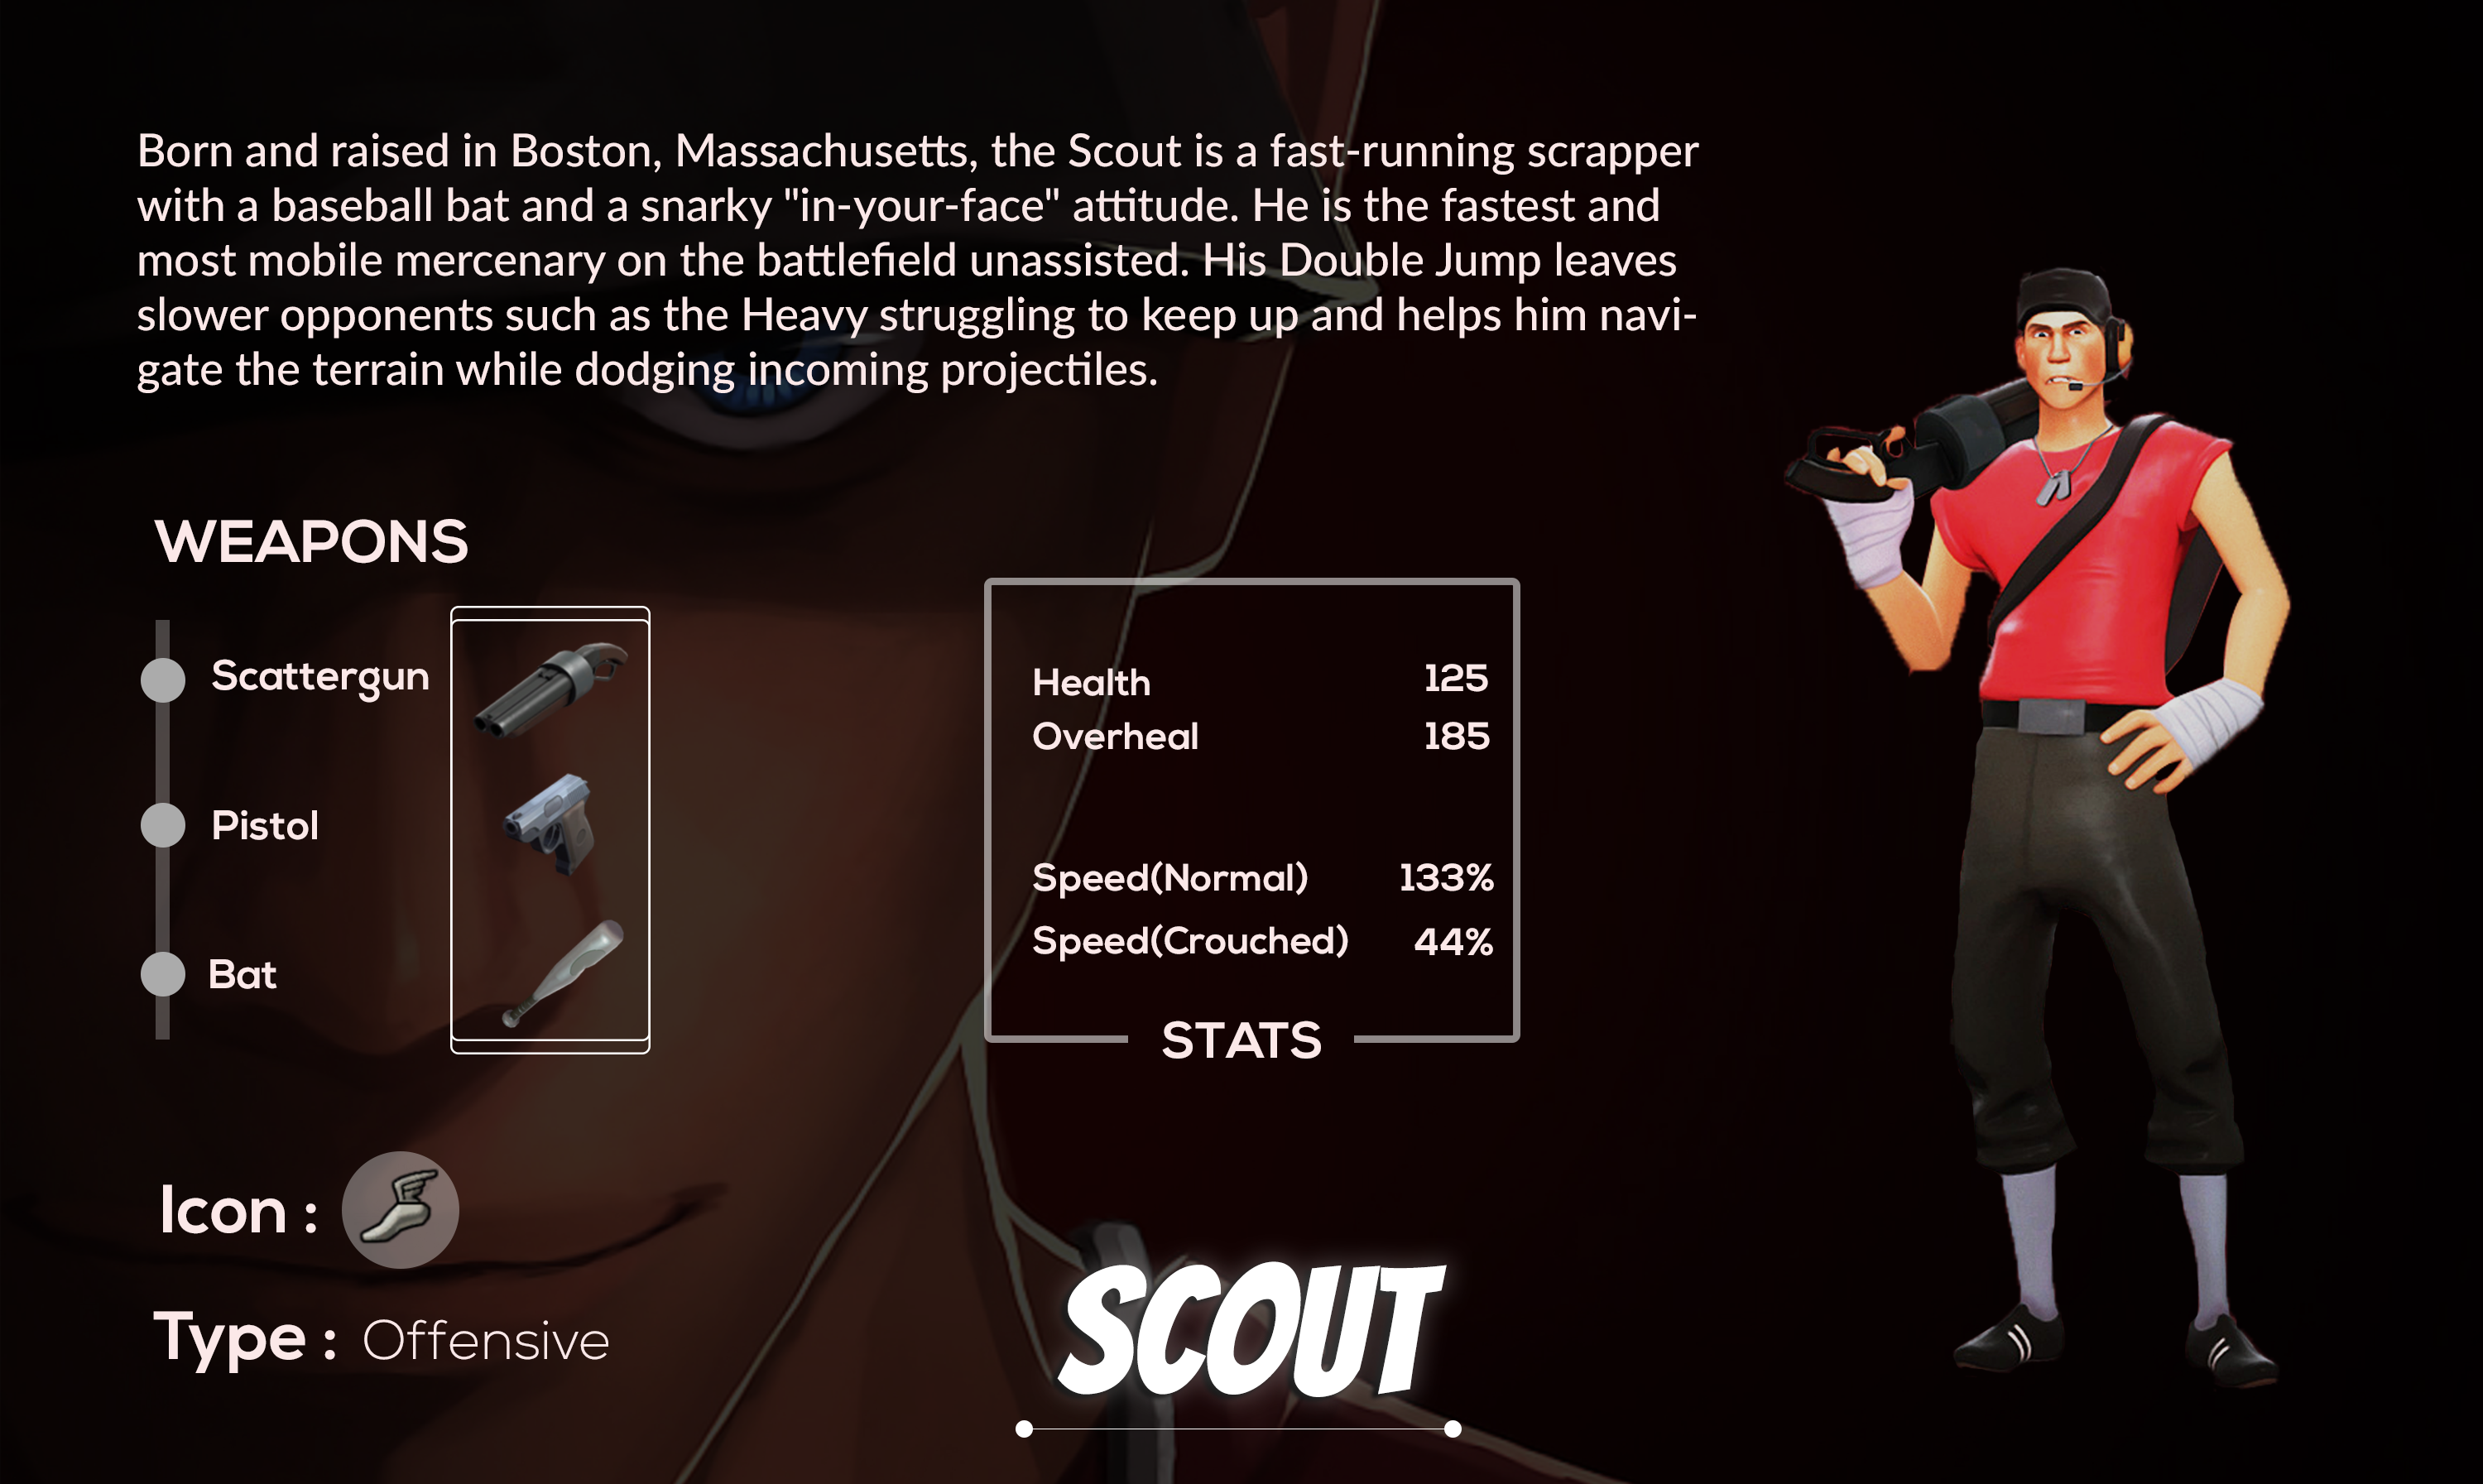 Born and raised in Boston, Massachusetts, the Scout is a fast-running scrapper
with a baseball bat and a snarky "in-your-face" attitude. He is the fastest and
most mobile mercenary on the battlefield unassisted. His Double Jump leaves
slower opponents such as the Heavy struggling to keep up and helps him navi-
gate the terrain while dodging incoming projectiles.
WEAPONS
Scattergun
Pistol
Bat
Health 125
Overheal 185
Speed(Normal) 133%
Speed(Crouched) 44%
STATS
Icon :
Type : Offensive
SCOUT